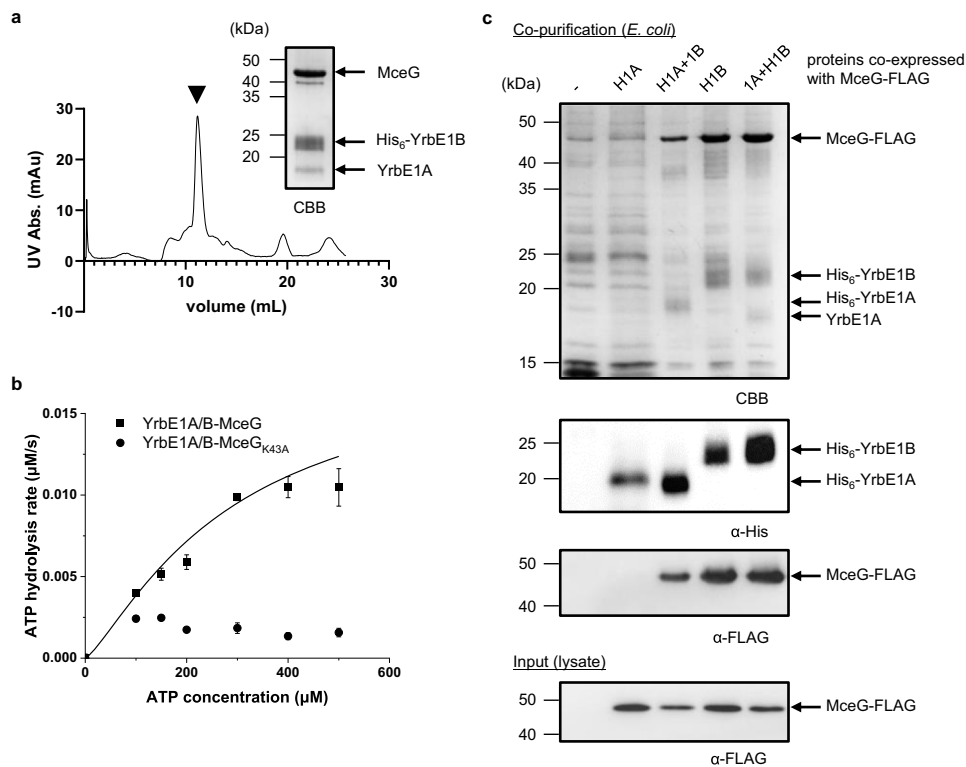 a
(kDa)
50
40
35
25
20
MceG
His6-YrbE1B
YrbE1A
CBB
30
20
10
0
-10
UV Abs. (mAu)
10
20
30
volume (mL)
b
0.015
0.010
0.005
0.000
ATP hydrolysis rate (µM/s)
YrbE1A/B-MceG
YrbE1A/B-MceGK43A
0
200
400
600
ATP concentration (µM)
c
Co-purification (E. coli)
(kDa)
-
H1A
H1A+1B
H1B
1A+H1B
proteins co-expressed
with MceG-FLAG
50
40
35
25
20
15
MceG-FLAG
His6-YrbE1B
His6-YrbE1A
YrbE1A
CBB
25
20
His6-YrbE1B
His6-YrbE1A
α-His
50
40
MceG-FLAG
α-FLAG
Input (lysate)
50
40
MceG-FLAG
α-FLAG